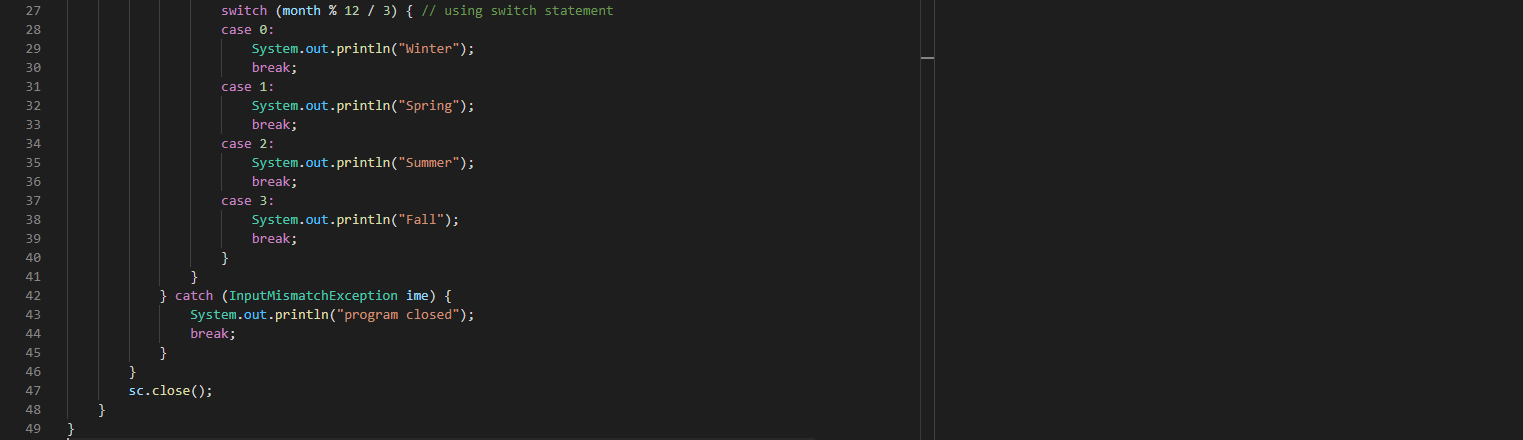 27 switch (month % 12 / 3) { // using switch statement
28 case 0:
29 System.out.println("Winter");
30 break;
31 case 1:
32 System.out.println("Spring");
33 break;
34 case 2:
35 System.out.println("Summer");
36 break;
37 case 3:
38 System.out.println("Fall");
39 break;
40 }
41 }
42 } catch (InputMismatchException ime) {
43 System.out.println("program closed");
44 break;
45 }
46 }
47 sc.close();
48 }
49 }